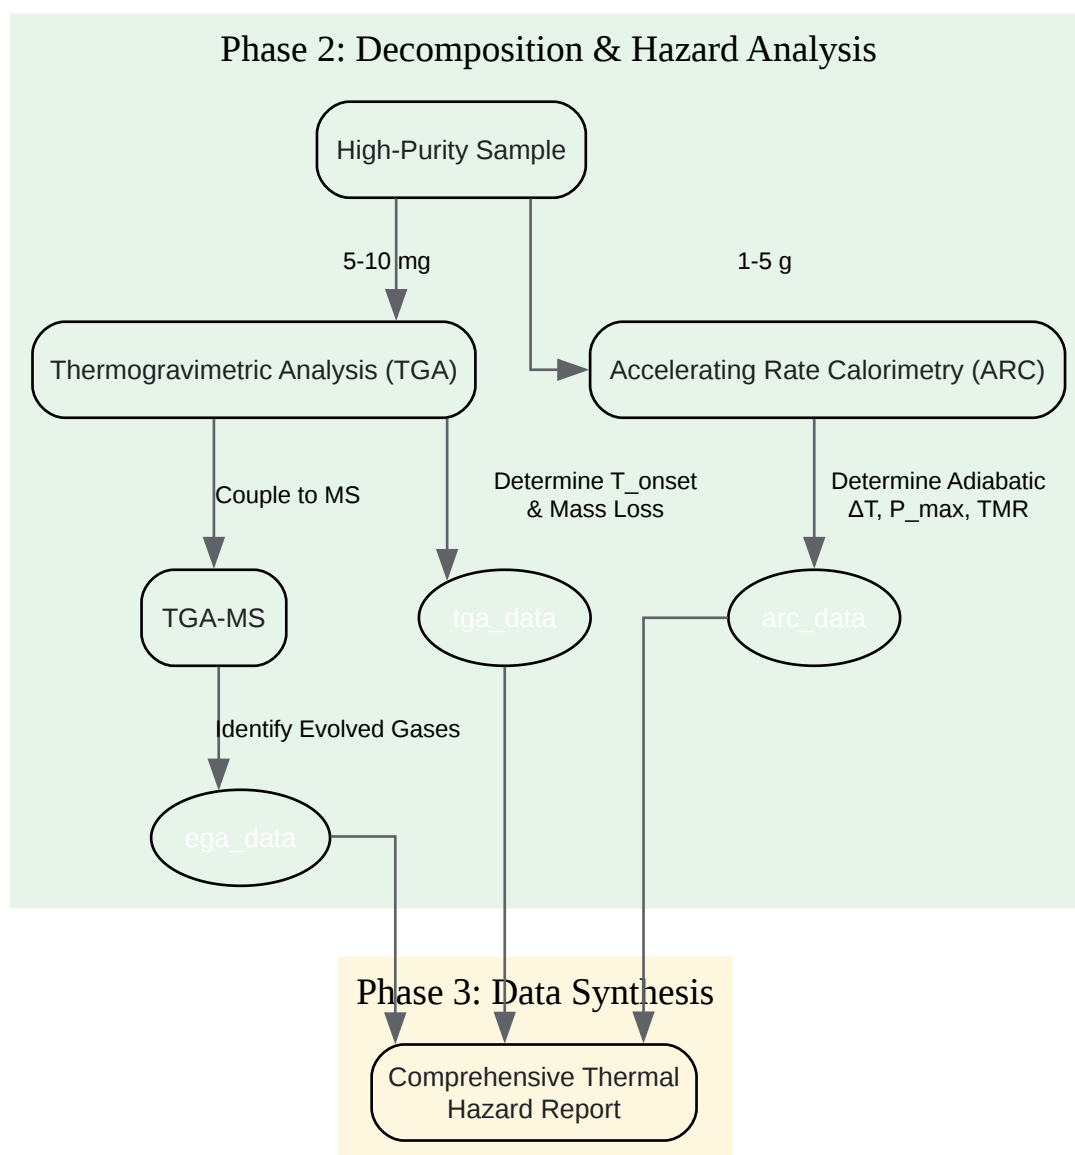 Phase 2: Decomposition & Hazard Analysis
High-Purity Sample
5-10 mg
1-5 g
Thermogravimetric Analysis (TGA)
Accelerating Rate Calorimetry (ARC)
Couple to MS
Determine T_onset
& Mass Loss
Determine Adiabatic
ΔT, P_max, TMR
TGA-MS
tga_data
arc_data
Identify Evolved Gases
ega_data
Phase 3: Data Synthesis
Comprehensive Thermal
Hazard Report